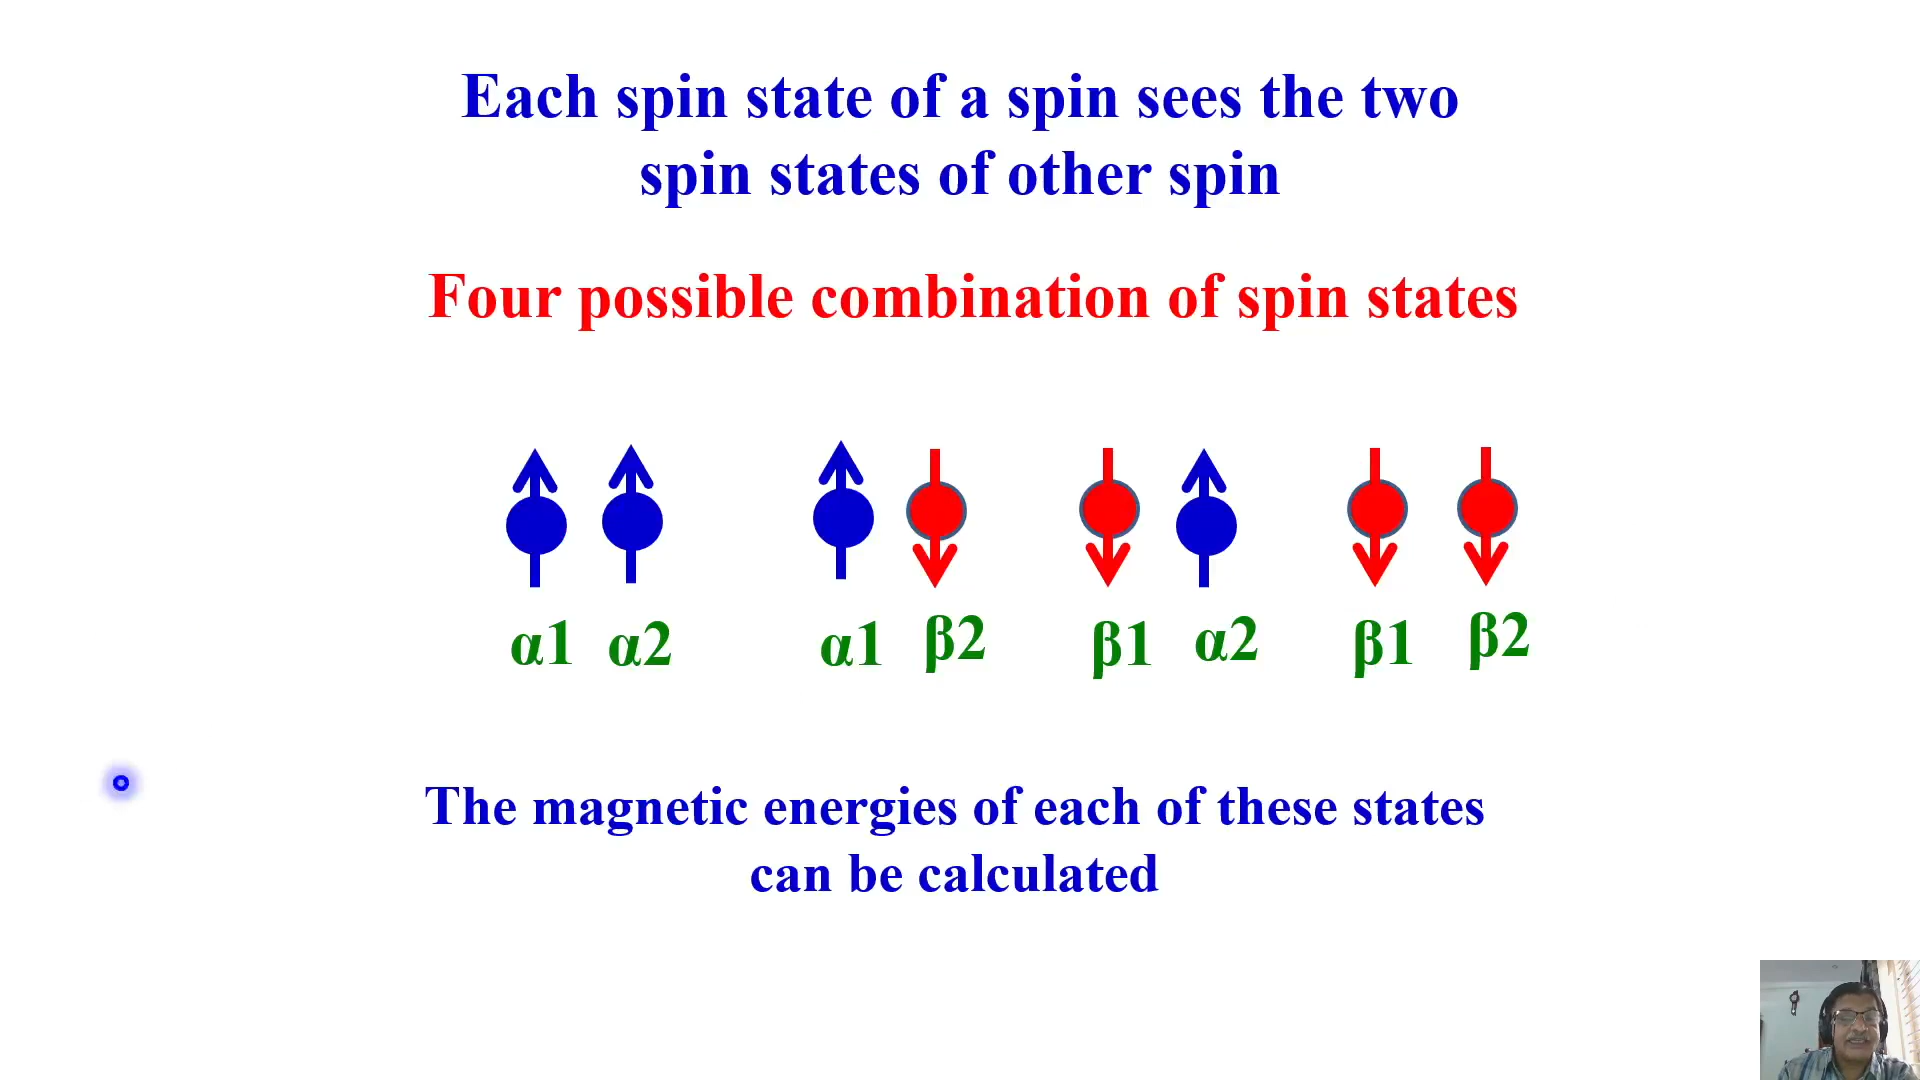 Each spin state of a spin sees the two
spin states of other spin
Four possible combination of spin states
α1 α2 α1 β2 β1 α2 β1 β2
The magnetic energies of each of these states
can be calculated